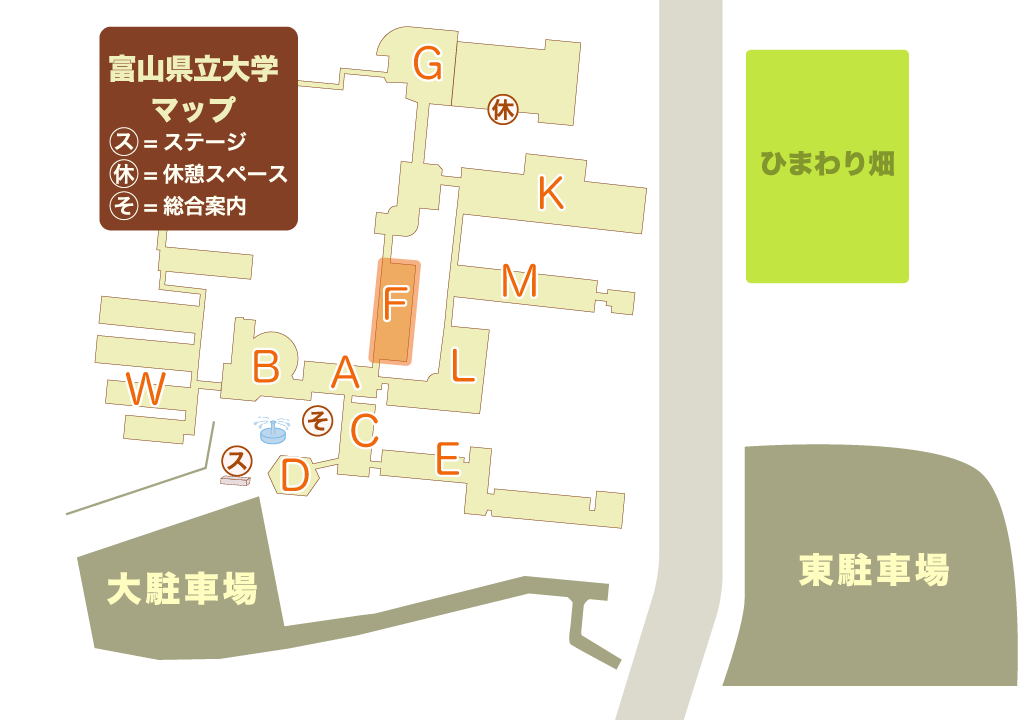 富山県立大学
マップ
ス = ステージ
休 = 休憩スペース
そ = 総合案内
G
休
K
ひまわり畑
M
F
B
A
L
W
そ
C
E
ス
D
大駐車場
東駐車場